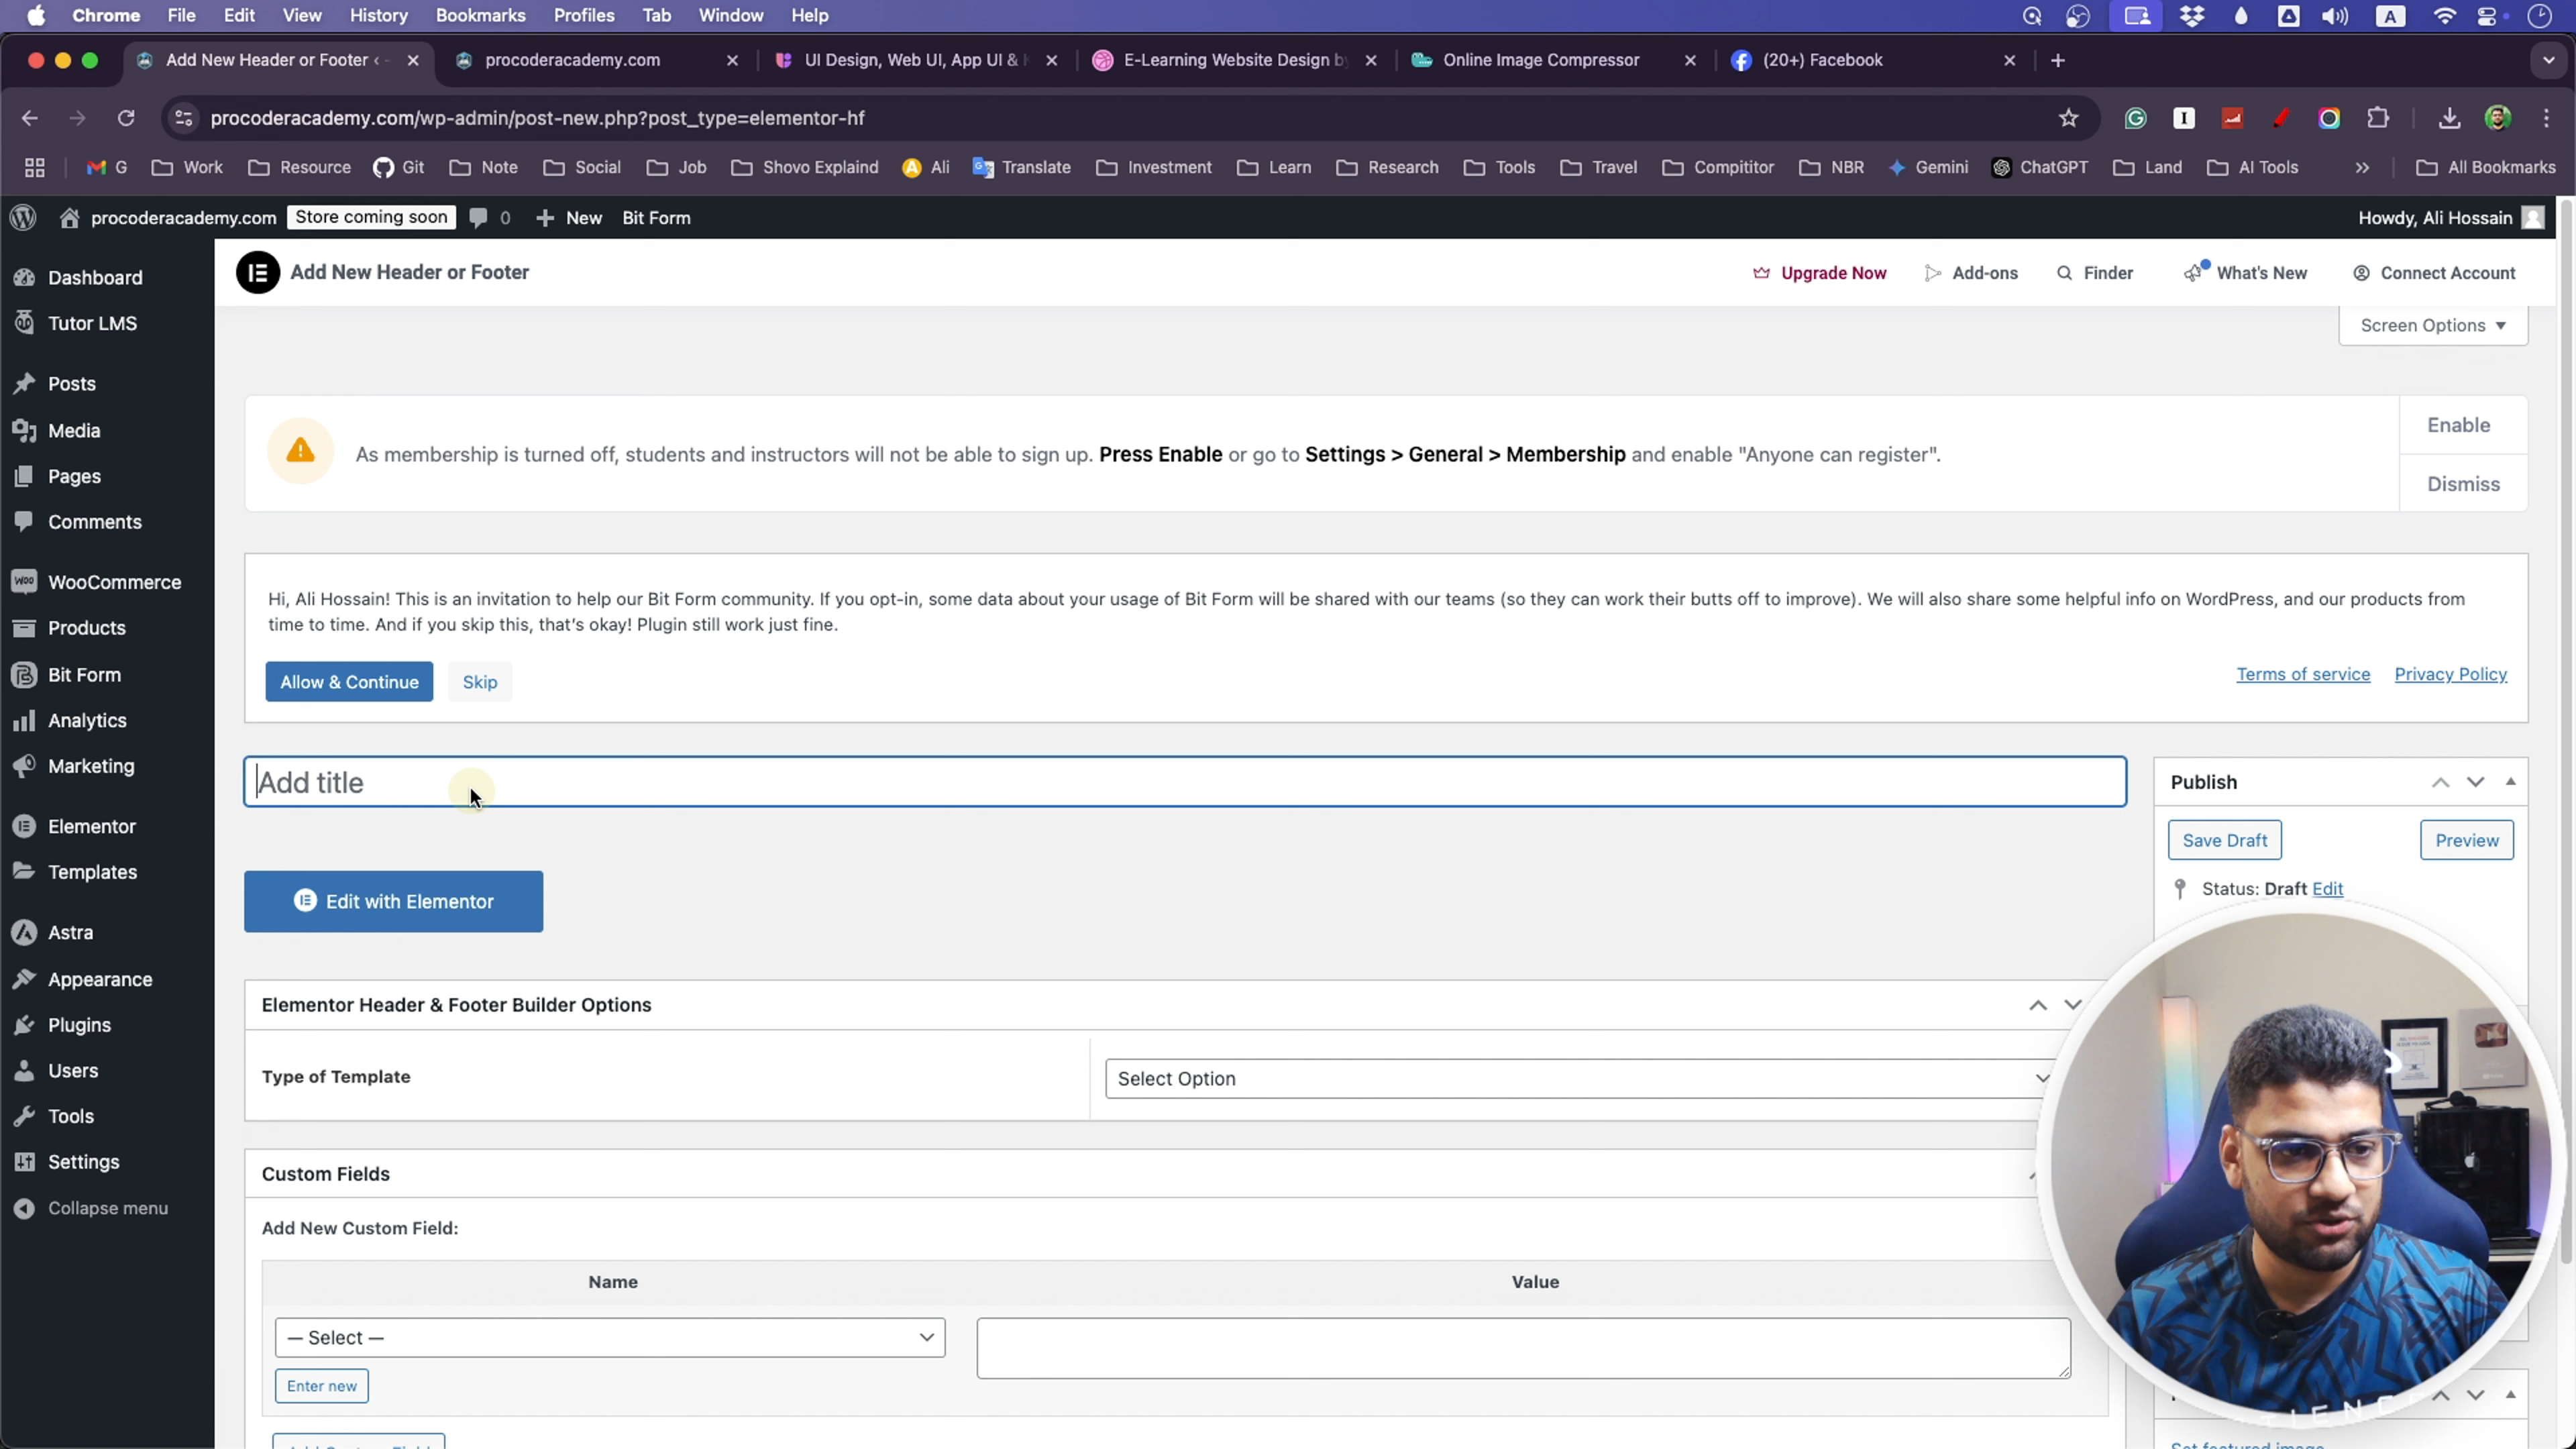 Chrome File Edit View History Bookmarks Profiles Tab Window Help
A
Add New Header or Footer ‹ -
procoderacademy.com
UI Design, Web UI, App UI &
E-Learning Website Design by
Online Image Compressor
(20+) Facebook
procoderacademy.com/wp-admin/post-new.php?post_type=elementor-hf
G Work Resource Git Note Social Job Shovo Explaind Ali Translate Investment Learn Research Tools Travel Compititor NBR Gemini ChatGPT Land AI Tools » All Bookmarks
procoderacademy.com Store coming soon 0 + New Bit Form
Howdy, Ali Hossain
Dashboard
Tutor LMS
Posts
Media
Pages
Comments
WooCommerce
Products
Bit Form
Analytics
Marketing
Elementor
Templates
Astra
Appearance
Plugins
Users
Tools
Settings
Collapse menu
Add New Header or Footer
Upgrade Now Add-ons Finder What's New Connect Account
Screen Options ▼
As membership is turned off, students and instructors will not be able to sign up. Press Enable or go to Settings > General > Membership and enable "Anyone can register".
Enable
Dismiss
Hi, Ali Hossain! This is an invitation to help our Bit Form community. If you opt-in, some data about your usage of Bit Form will be shared with our teams (so they can work their butts off to improve). We will also share some helpful info on WordPress, and our products from
time to time. And if you skip this, that's okay! Plugin still work just fine.
Allow & Continue Skip
Terms of service Privacy Policy
Add title
Edit with Elementor
Publish
Save Draft Preview
Status: Draft Edit
Elementor Header & Footer Builder Options
Type of Template
Select Option
Custom Fields
Add New Custom Field:
Name Value
— Select —
Enter new